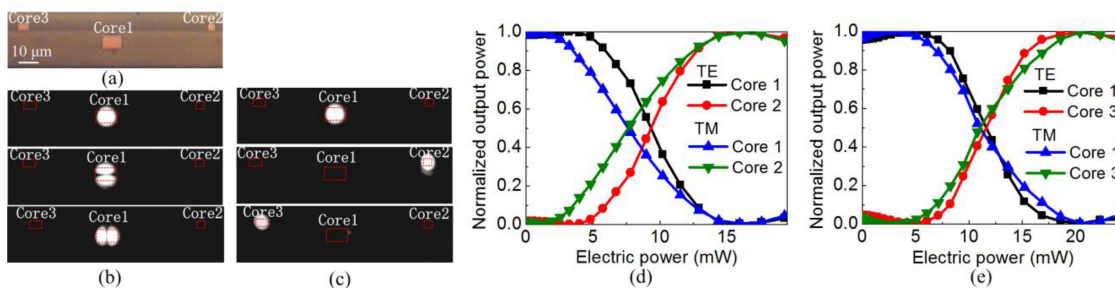 Core3 Core1 Core2
10 μm
(a)
Core3 Core1 Core2
Core3 Core1 Core2
Core3 Core1 Core2
(b)
Core3 Core1 Core2
Core3 Core1 Core2
Core3 Core1 Core2
(c)
Normalized output power
1.0
0.8
0.6
0.4
0.2
0.0
TE
Core 1
Core 2
TM
Core 1
Core 2
0 5 10 15
Electric power (mW)
(d)
Normalized output power
1.0
0.8
0.6
0.4
0.2
0.0
TE
Core 1
Core 3
TM
Core 1
Core 3
0 5 10 15 20
Electric power (mW)
(e)